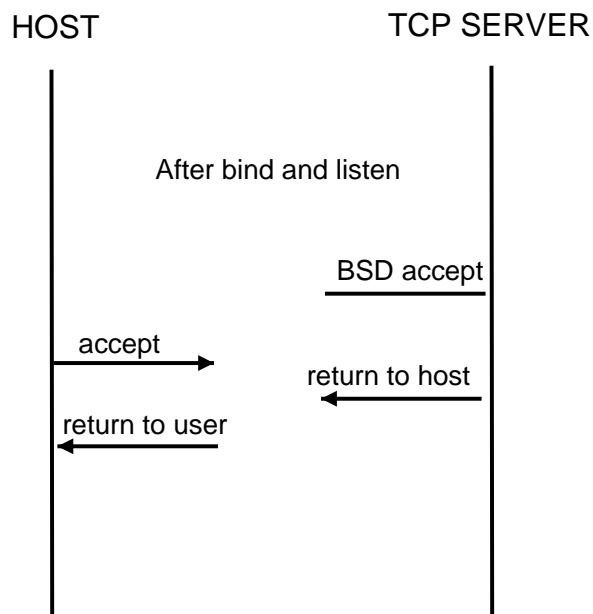 HOST
TCP SERVER
After bind and listen
BSD accept
accept
return to host
return to user